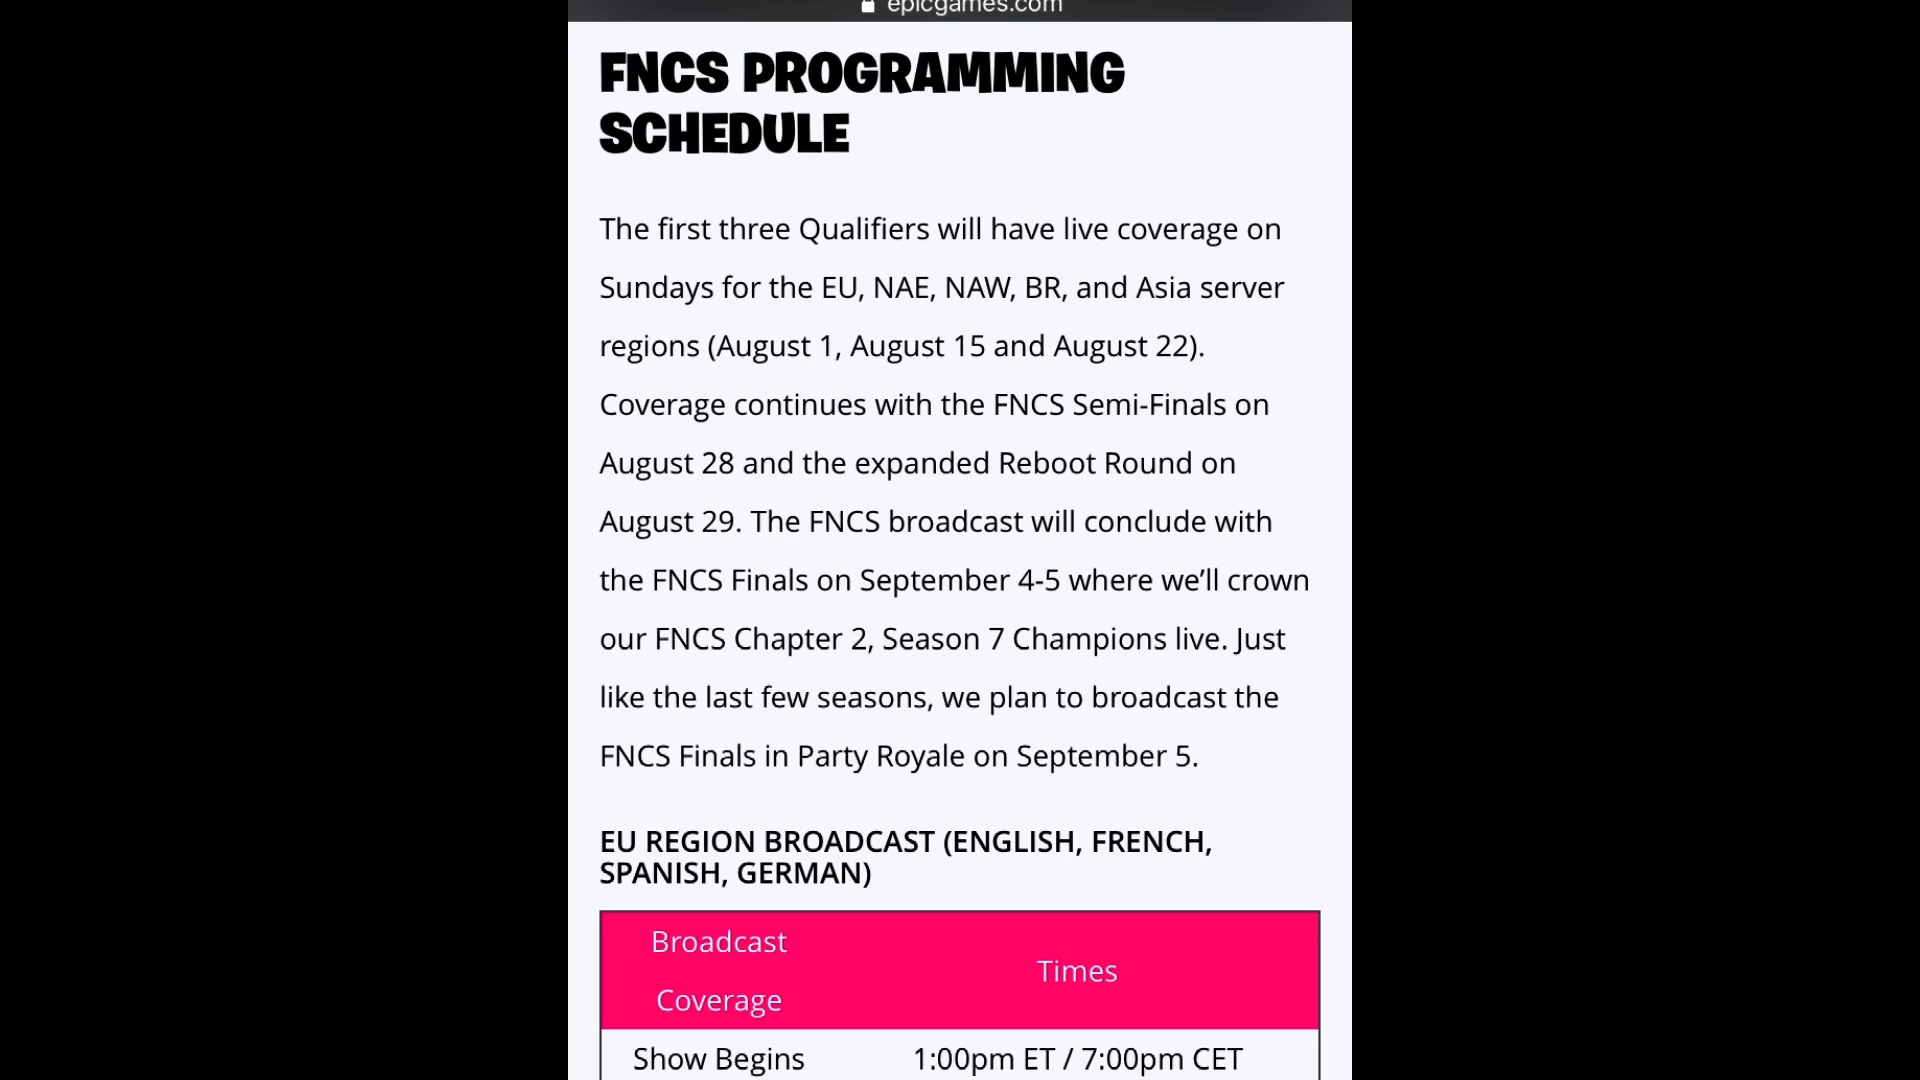 epicgames.com
FNCS PROGRAMMING
SCHEDULE
The first three Qualifiers will have live coverage on
Sundays for the EU, NAE, NAW, BR, and Asia server
regions (August 1, August 15 and August 22).
Coverage continues with the FNCS Semi-Finals on
August 28 and the expanded Reboot Round on
August 29. The FNCS broadcast will conclude with
the FNCS Finals on September 4-5 where we’ll crown
our FNCS Chapter 2, Season 7 Champions live. Just
like the last few seasons, we plan to broadcast the
FNCS Finals in Party Royale on September 5.
EU REGION BROADCAST (ENGLISH, FRENCH,
SPANISH, GERMAN)
Broadcast
Coverage
Times
Show Begins 1:00pm ET / 7:00pm CET